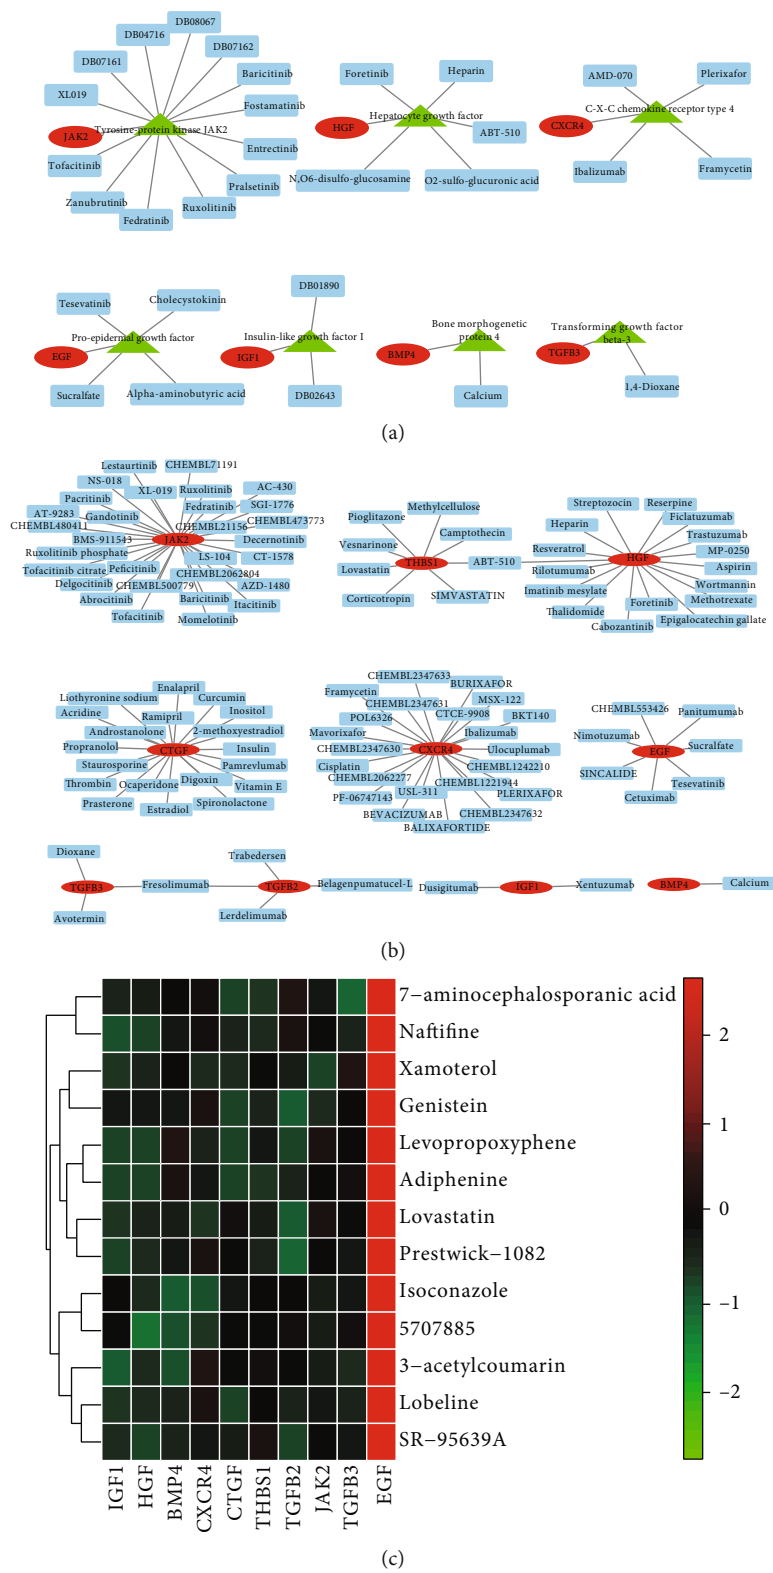 DB08067
DB04716
DB07162
DB07161
Baricitinib
XL019
Fostamatinib
Tyrosine-protein kinase JAK2
JAK2
Entrectinib
Tofacitinib
Pralsetinib
Zanubrutinib
Ruxolitinib
Fedratinib
Foretinib
Heparin
Hepatocyte growth factor
HGF
ABT-510
N,O6-disulfo-glucosamine
O2-sulfo-glucuronic acid
AMD-070
Plerixafor
C-X-C chemokine receptor type 4
CXCR4
Ibalizumab
Framycetin
Tesevatinib
Cholecystokinin
Pro-epidermal growth factor
EGF
Sucralfate
Alpha-aminobutyric acid
DB01890
Insulin-like growth factor I
IGF1
DB02643
Bone morphogenetic
protein 4
BMP4
Calcium
Transforming growth factor
beta-3
TGFB3
1,4-Dioxane
(a)
Lestaurtinib
CHEMBL71191
NS-018
XL-019
Ruxolitinib
AC-430
Pacritinib
Fedratinib
SGI-1776
AT-9283
Gandotinib
CHEMBL21156
CHEMBL473773
CHEMBL480411
BMS-911543
JAK2
Decernotinib
Ruxolitinib phosphate
LS-104
CT-1578
Tofacitinib citrate
Peficitinib
CHEMBL2062804
Delgocitinib
CHEMBL500779
AZD-1480
Abrocitinib
Baricitinib
Itacitinib
Tofacitinib
Momelotinib
Methylcellulose
Pioglitazone
Camptothecin
Vesnarinone
THBS1
ABT-510
Lovastatin
Corticotropin
SIMVASTATIN
Streptozocin
Reserpine
Heparin
Ficlatuzumab
Trastuzumab
Resveratrol
MP-0250
HGF
Rilotumumab
Aspirin
Imatinib mesylate
Wortmannin
Thalidomide
Foretinib
Methotrexate
Cabozantinib
Epigalocatechin gallate
Enalapril
Liothyronine sodium
Curcumin
Acridine
Ramipril
Inositol
Androstanolone
2-methoxyestradiol
Propranolol
CTGF
Insulin
Staurosporine
Pamrevlumab
Thrombin
Ocaperidone
Digoxin
Vitamin E
Prasterone
Estradiol
Spironolactone
CHEMBL2347633
Framycetin
BURIXAFOR
CHEMBL2347631
MSX-122
POL6326
CTCE-9908
BKT140
Mavorixafor
Ibalizumab
CHEMBL2347630
CXCR4
Ulocuplumab
Cisplatin
CHEMBL1242210
CHEMBL2062277
CHEMBL1221944
PF-06747143
USL-311
PLERIXAFOR
BEVACIZUMAB
CHEMBL2347632
BALIXAFORTIDE
CHEMBL553426
Panitumumab
Nimotuzumab
EGF
Sucralfate
SINCALIDE
Tesevatinib
Cetuximab
Dioxane
TGFB3
Fresolimumab
Avotermin
Trabedersen
TGFB2
Belagenpumatucel-L
Lerdelimumab
Dusigitumab
IGF1
Xentuzumab
BMP4
Calcium
(b)
7−aminocephalosporanic acid
Naftifine
Xamoterol
Genistein
Levopropoxyphene
Adiphenine
Lovastatin
Prestwick−1082
Isoconazole
5707885
3−acetylcoumarin
Lobeline
SR−95639A
2
1
0
−1
−2
IGF1
HGF
BMP4
CXCR4
CTGF
THBS1
TGFB2
JAK2
TGFB3
EGF
(c)